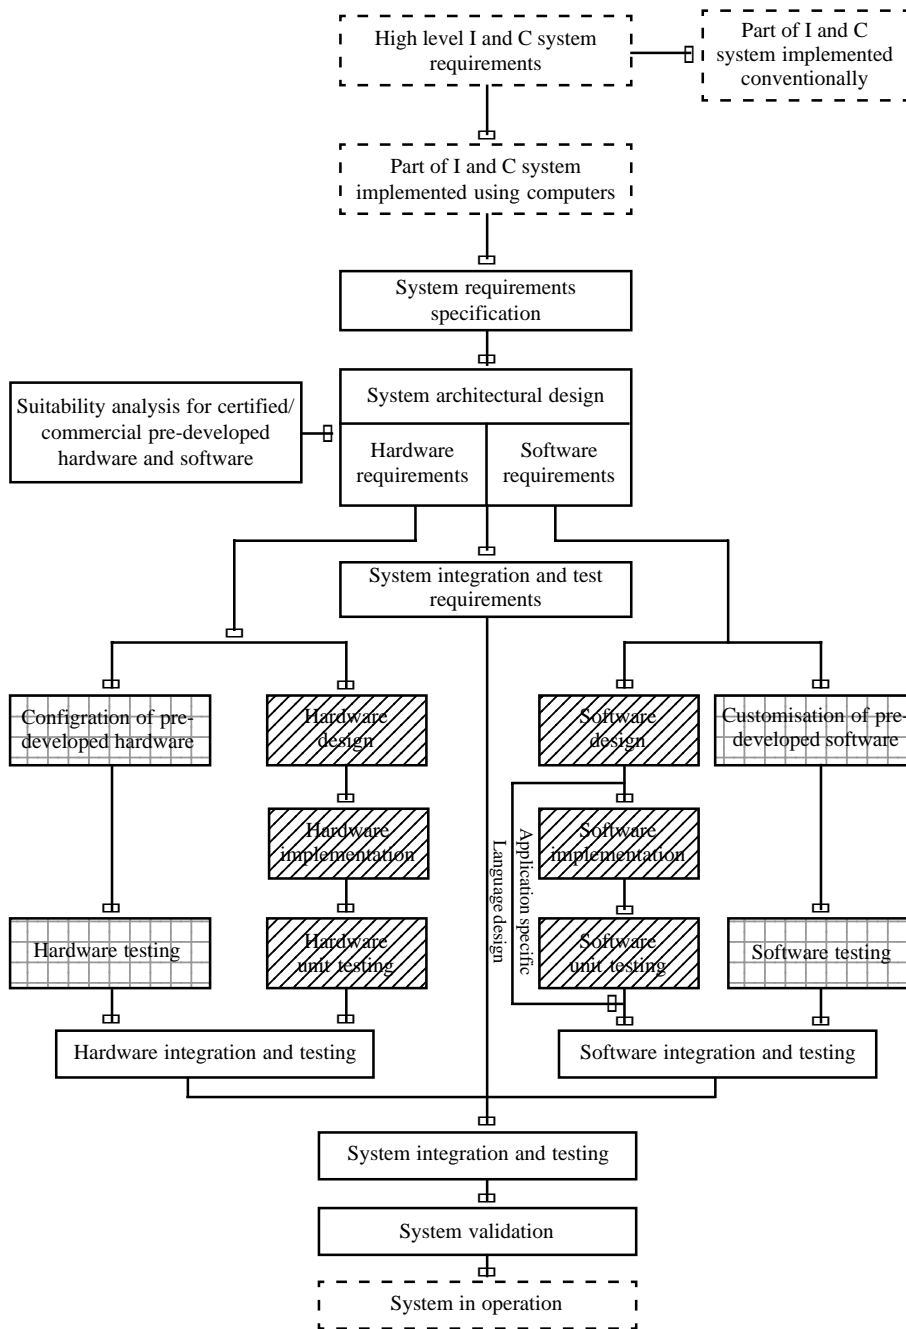 High level I and C system
requirements
Part of I and C
system implemented
conventionally
Part of I and C system
implemented using computers
System requirements
specification
System architectural design
Suitability analysis for certified/
commercial pre-developed
hardware and software
Hardware
requirements
Software
requirements
System integration and test
requirements
Configration of pre-
developed hardware
Hardware
design
Software
design
Customisation of pre-
developed software
Hardware
implementation
Application specific
Language design
Software
implementation
Hardware testing
Hardware
unit testing
Software
unit testing
Software testing
Hardware integration and testing
Software integration and testing
System integration and testing
System validation
System in operation